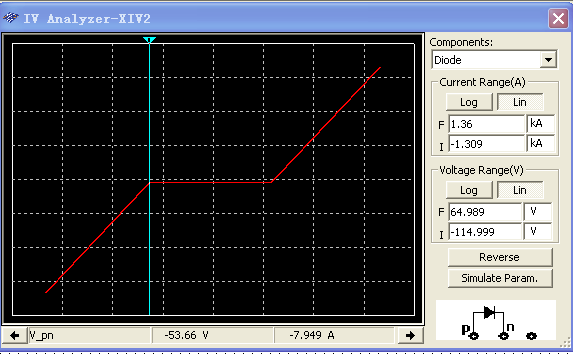 IV Analyzer-XIV2
Components:
Diode
Current Range(A)
Log Lin
F 1.36 kA
I -1.309 kA
Voltage Range(V)
Log Lin
F 64.989 V
I -114.999 V
Reverse
Simulate Param.
p n
V_pn -53.66 V -7.949 A